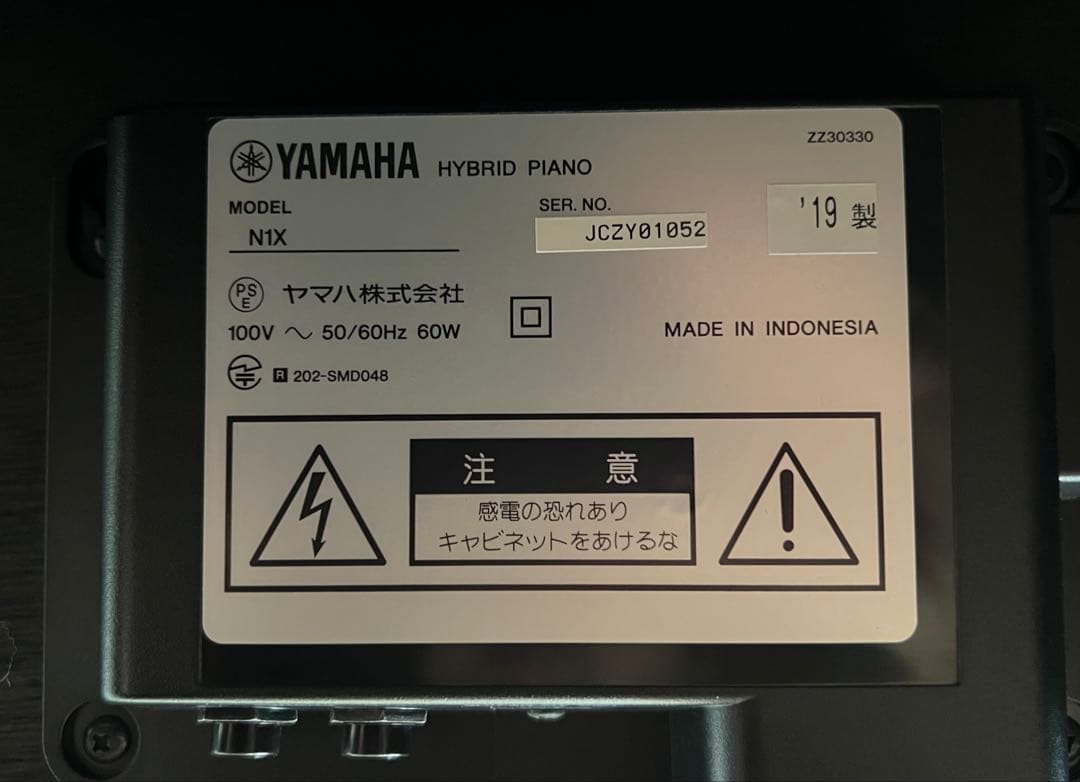 ZZ30330
YAMAHA HYBRID PIANO
MODEL
N1X
SER. NO.
JCZY01052
'19 製
PS
E
ヤマハ株式会社
100V ～ 50/60Hz 60W
MADE IN INDONESIA
R 202-SMD048
注 意
感電の恐れあり
キャビネットをあけるな